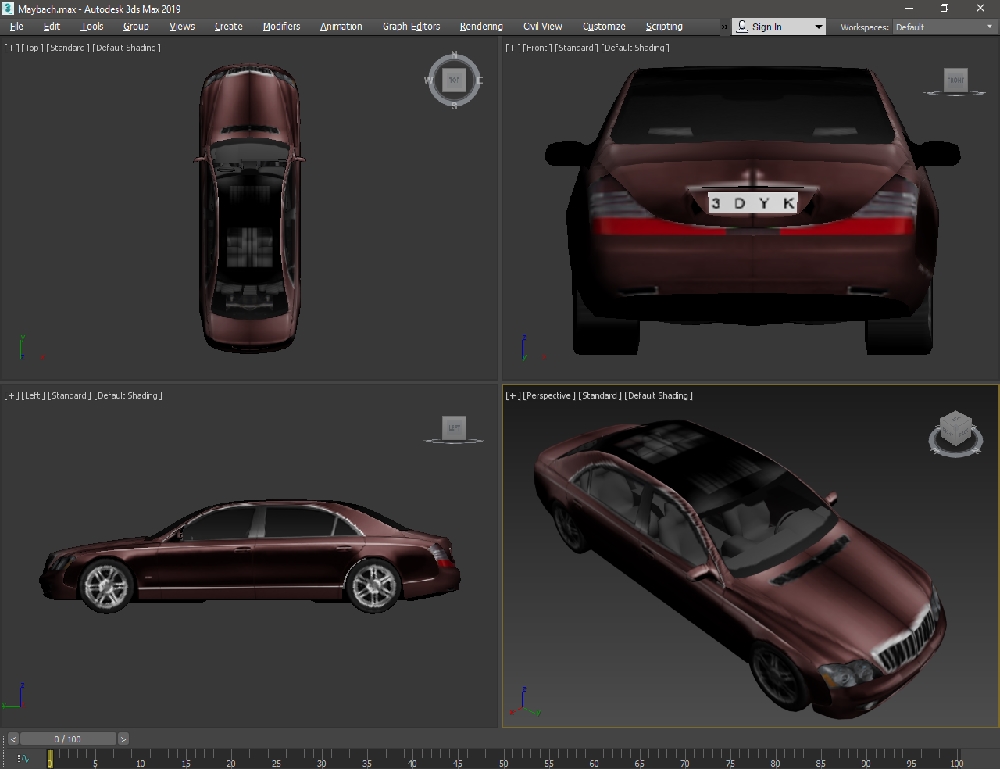 Maybach.max - Autodesk 3ds Max 2019
File Edit Tools Group Views Create Modifiers Animation Graph Editors Rendering Civil View Customize Scripting » Sign In Workspaces: Default
[+] [Top] [Standard] [Default Shading]
N
W TOP E
S
[+] [Front] [Standard] [Default Shading]
FRONT
3 D Y K
y
x
z
[+] [Left] [Standard] [Default Shading]
LEFT
z
[+] [Perspective] [Standard] [Default Shading]
z
x y
< 0 / 100 >
0 5 10 15 20 25 30 35 40 45 50 55 60 65 70 75 80 85 90 95 100